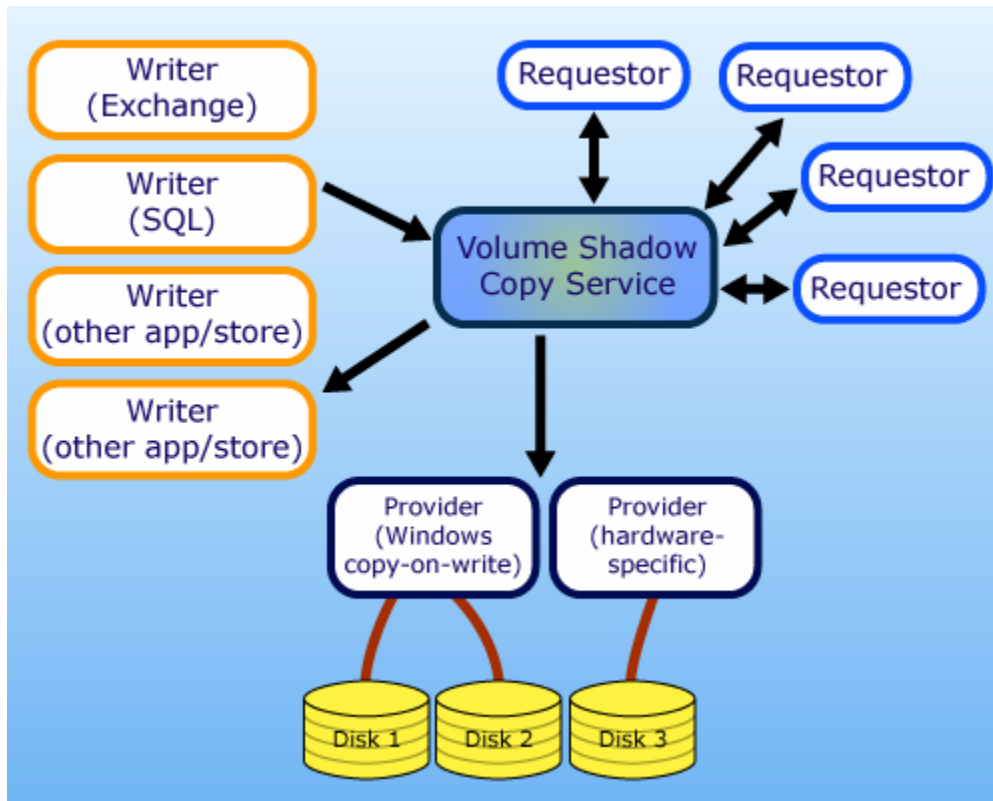 Writer
(Exchange)
Writer
(SQL)
Writer
(other app/store)
Writer
(other app/store)
Requestor
Requestor
Requestor
Requestor
Volume Shadow
Copy Service
Provider
(Windows
copy-on-write)
Provider
(hardware-
specific)
Disk 1
Disk 2
Disk 3